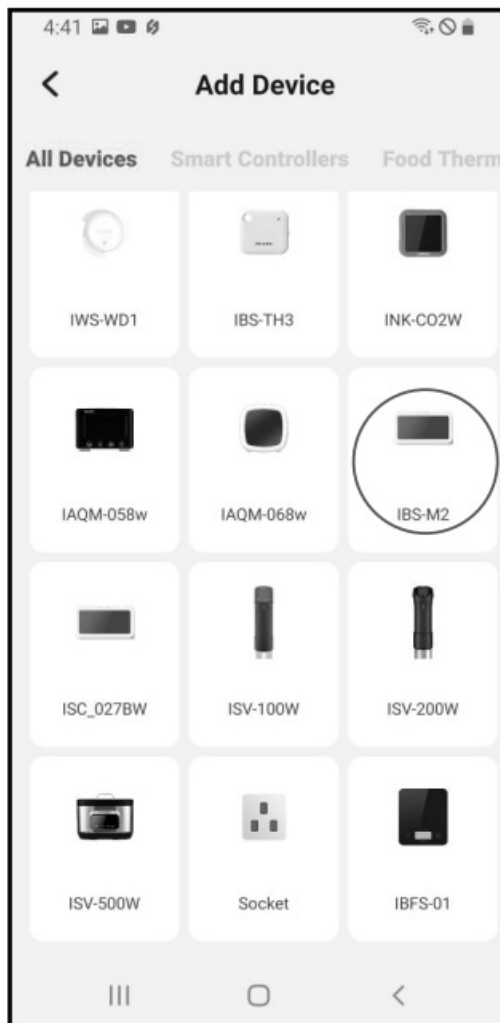 4:41
Add Device
All Devices Smart Controllers Food Therm
IWS-WD1 IBS-TH3 INK-CO2W
IAQM-058w IAQM-068w IBS-M2
ISC_027BW ISV-100W ISV-200W
ISV-500W Socket IBFS-01